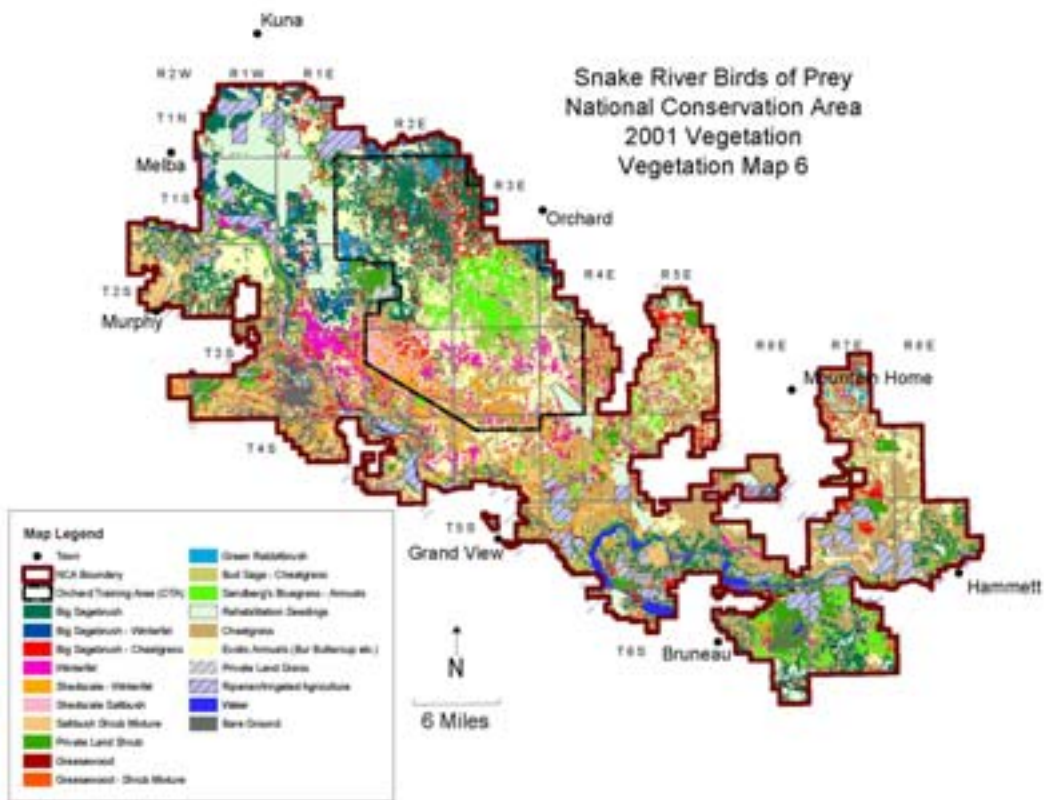 Kuna
R2W R1W R1E
Snake River Birds of Prey
National Conservation Area
2001 Vegetation
Vegetation Map 6
T1N
R2E
Melba
R3E
T1S
Orchard
R4E
R5E
T2S
Murphy
T3S
R6E R7E R8E
Mountain Home
T4S
T5S
Grand View
Hammett
T6S
Bruneau
N
6 Miles
Map Legend
Town
NCA Boundary
Orchard Training Area (OTA)
Big Sagebrush
Big Sagebrush - Winterfat
Big Sagebrush - Cheatgrass
Winterfat
Shadscale - Winterfat
Shadscale Saltbush
Saltbush Shrub Mixture
Private Land Shrub
Greasewood
Greasewood - Shrub Mixture
Green Rabbitbrush
Bud Sage - Cheatgrass
Sandberg's Bluegrass - Annuals
Rehabilitation Seedings
Cheatgrass
Exotic Annuals (Bur Buttercup etc.)
Private Land Grass
Riparian/Irrigated Agriculture
Water
Bare Ground